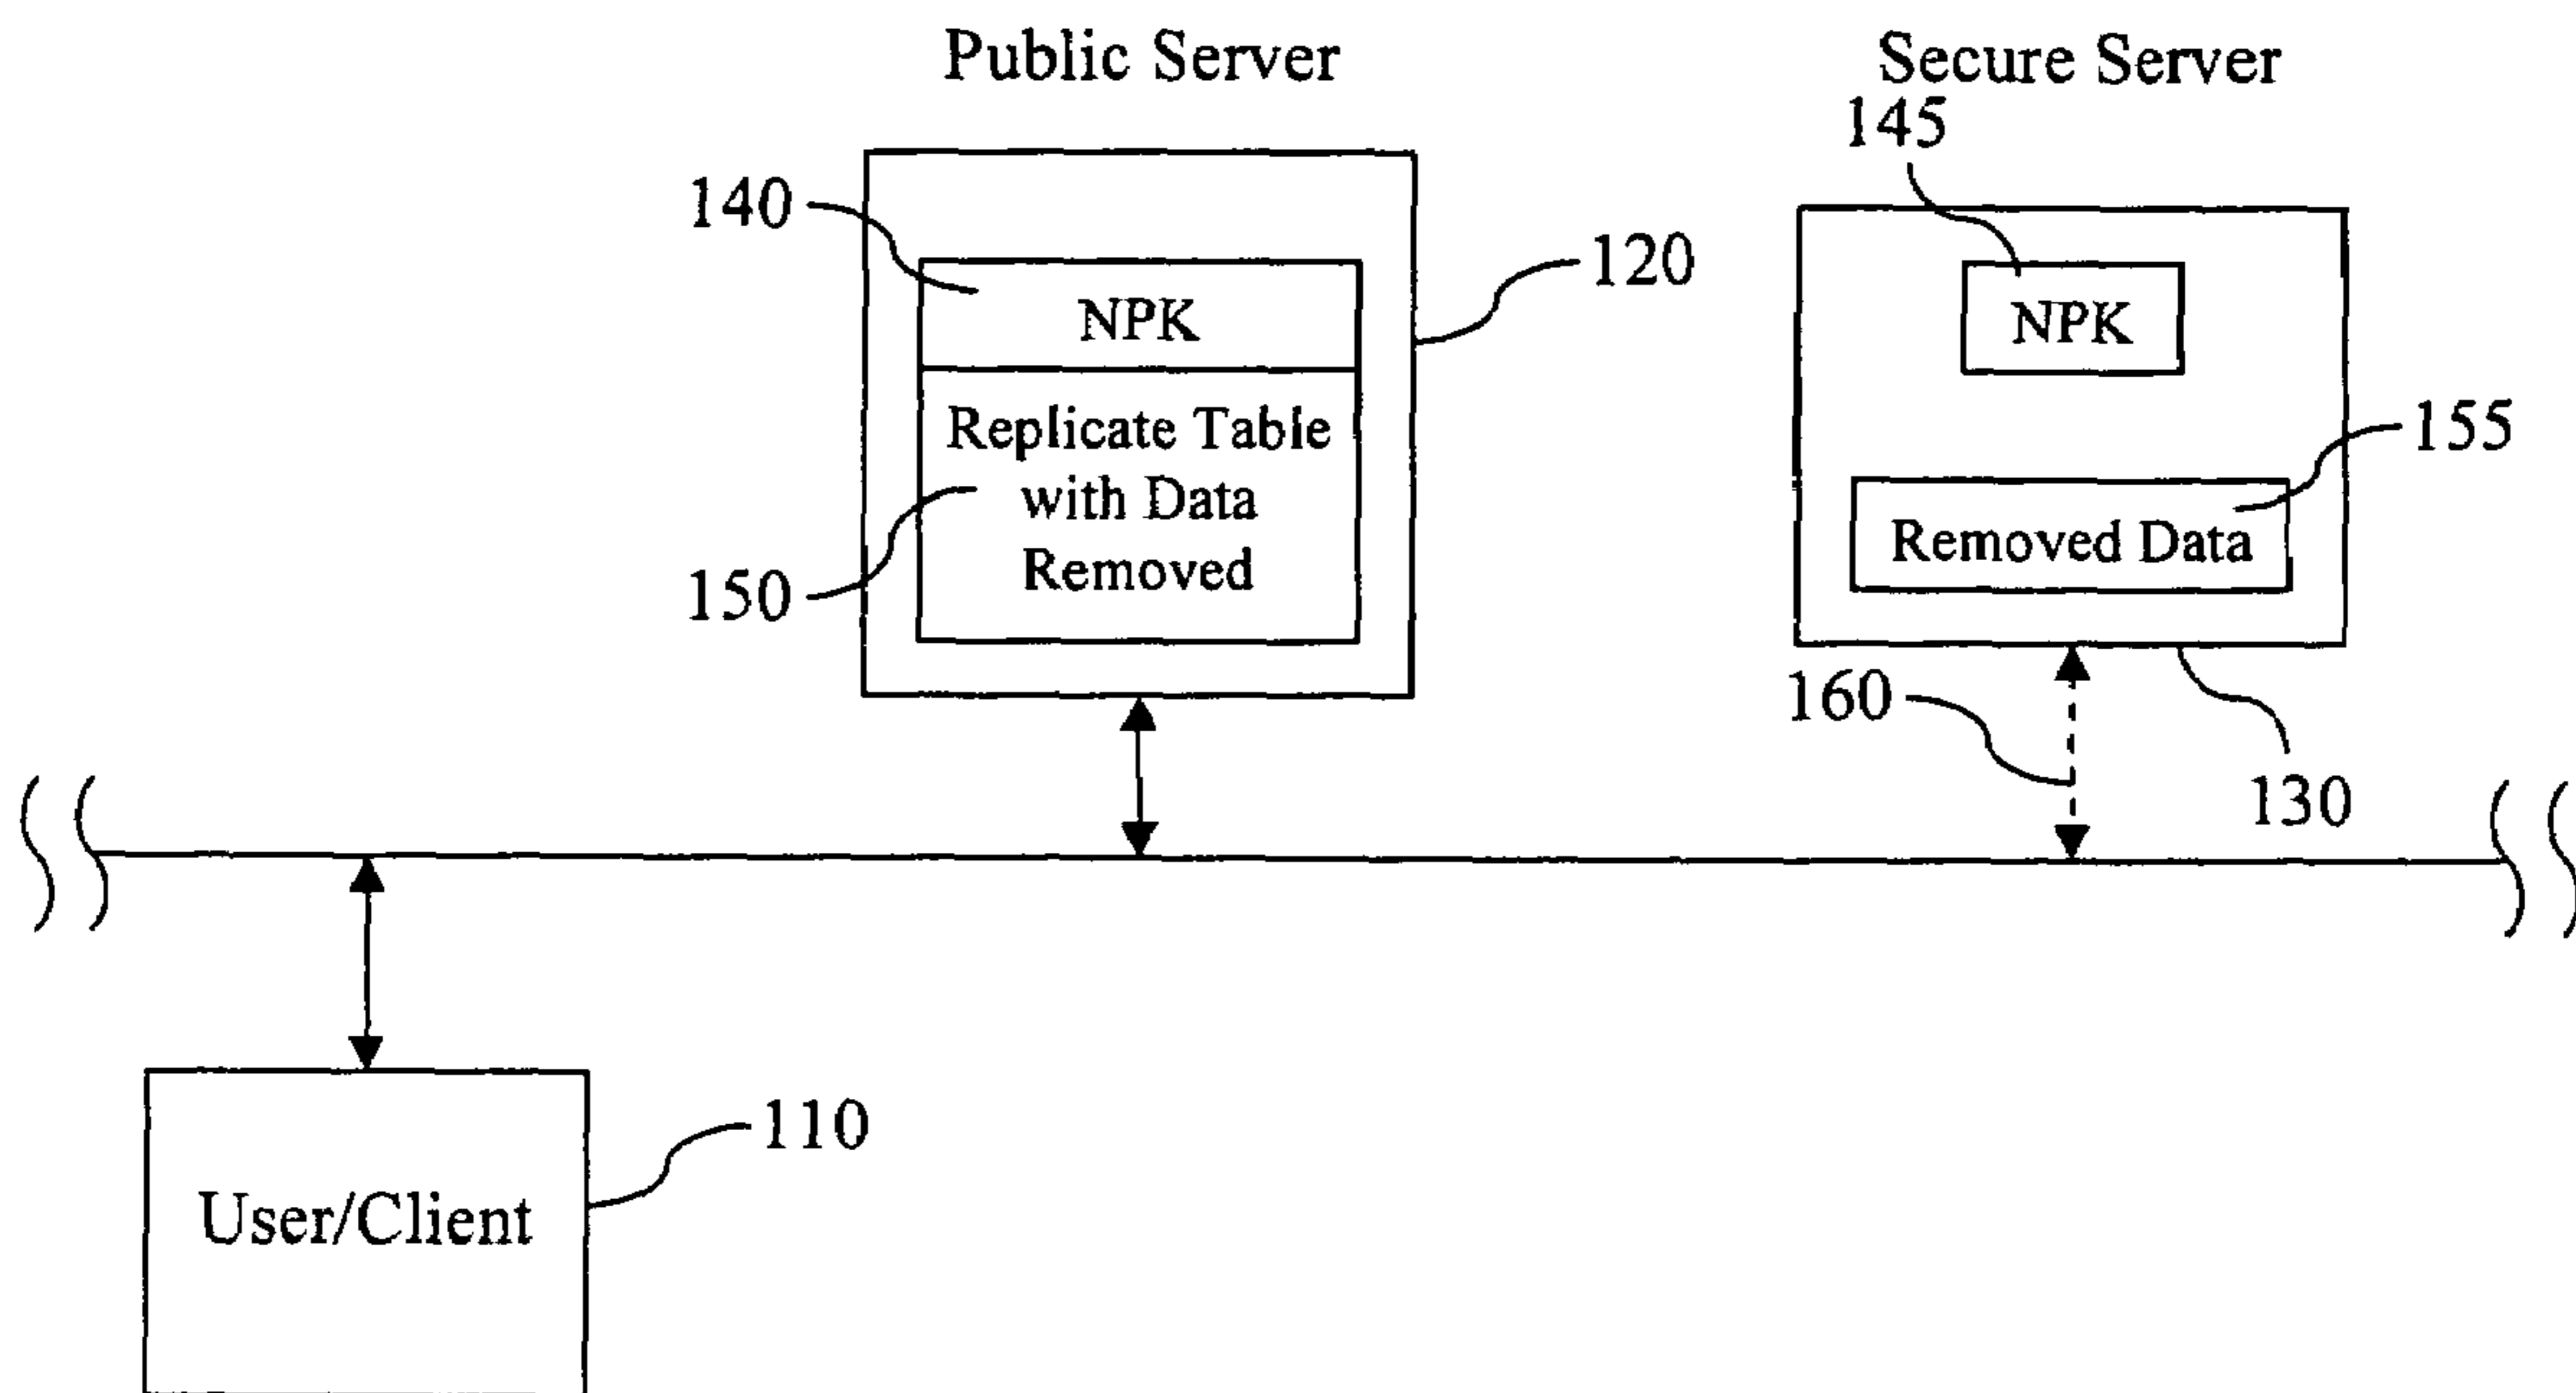 Public Server
Secure Server
145
140
120
NPK
NPK
Replicate Table
with Data
Removed
155
150
Removed Data
160
130
110
User/Client